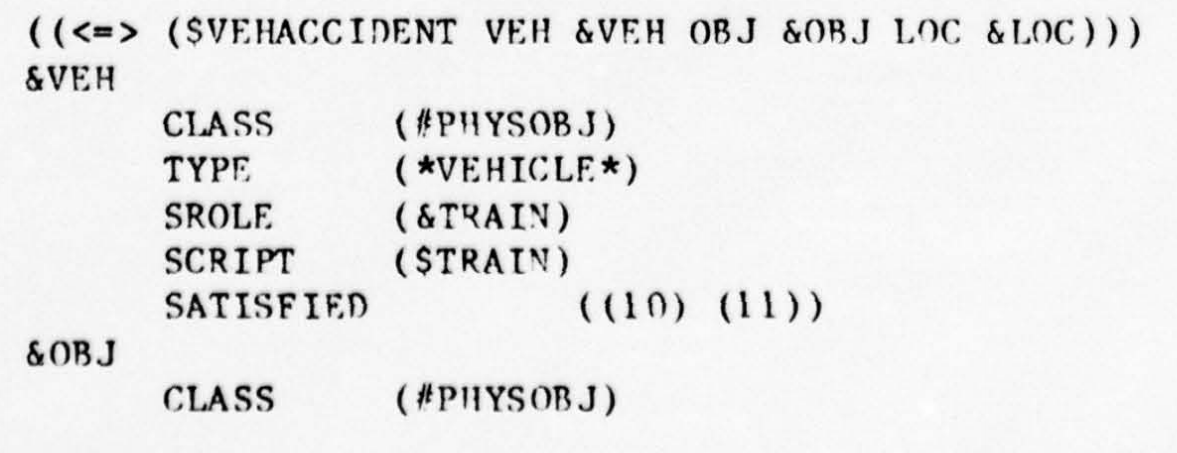 ((<=> ($VEHACCIDENT VEH &VEH OBJ &OBJ LOC &LOC)))
&VEH
CLASS (#PHYSOBJ)
TYPE (*VEHICLE*)
SROLE (&TRAIN)
SCRIPT ($TRAIN)
SATISFIED ((10) (11))
&OBJ
CLASS (#PHYSOBJ)